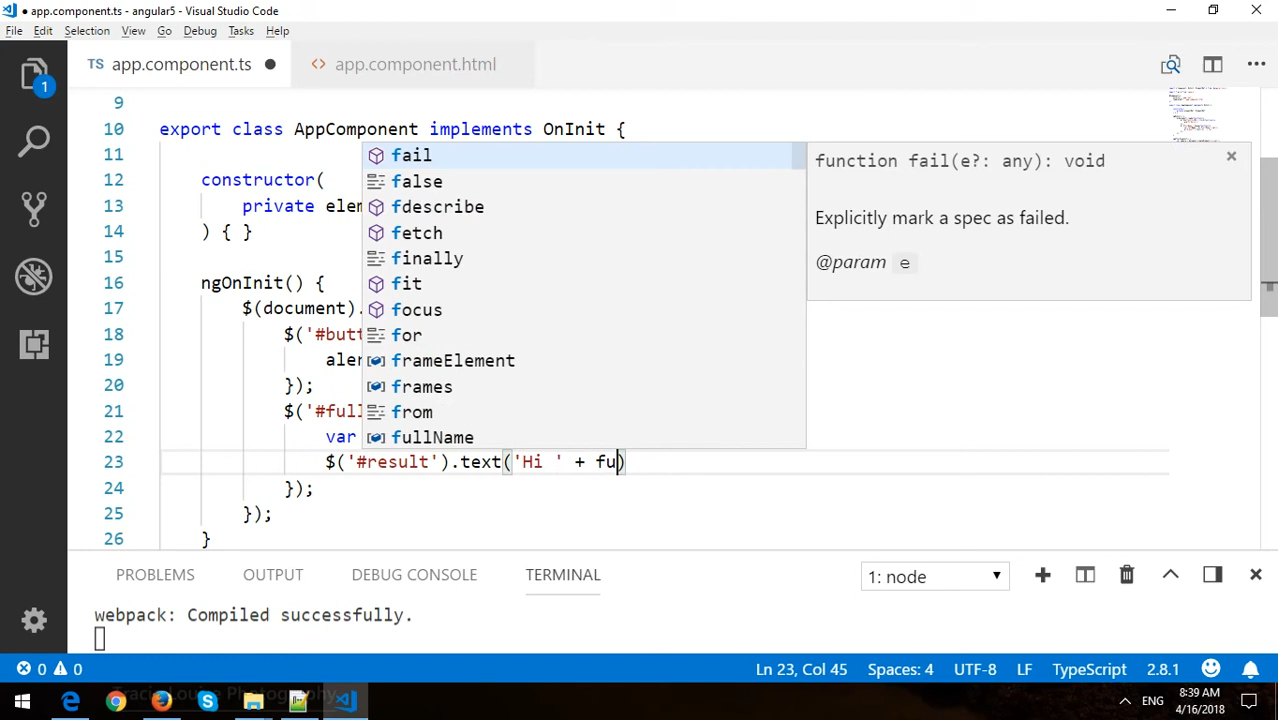 ● app.component.ts - angular5 - Visual Studio Code
File Edit Selection View Go Debug Tasks Help
TS app.component.ts ● <> app.component.html
1
9
10 export class AppComponent implements OnInit {
11
12 constructor(
13 private elem
14 ) { }
15
16 ngOnInit() {
17 $(document).
18 $('#butt
19 aler
20 });
21 $('#full
22 var
23 $('#result').text('Hi ' + fu)
24 });
25 });
26 }
fail
false
fdescribe
fetch
finally
fit
focus
for
frameElement
frames
from
fullName
function fail(e?: any): void
Explicitly mark a spec as failed.
@param e
PROBLEMS OUTPUT DEBUG CONSOLE TERMINAL 1: node
webpack: Compiled successfully.
0 0 Ln 23, Col 45 Spaces: 4 UTF-8 LF TypeScript 2.8.1
Tracie Louise Photography
ENG 8:39 AM
4/16/2018